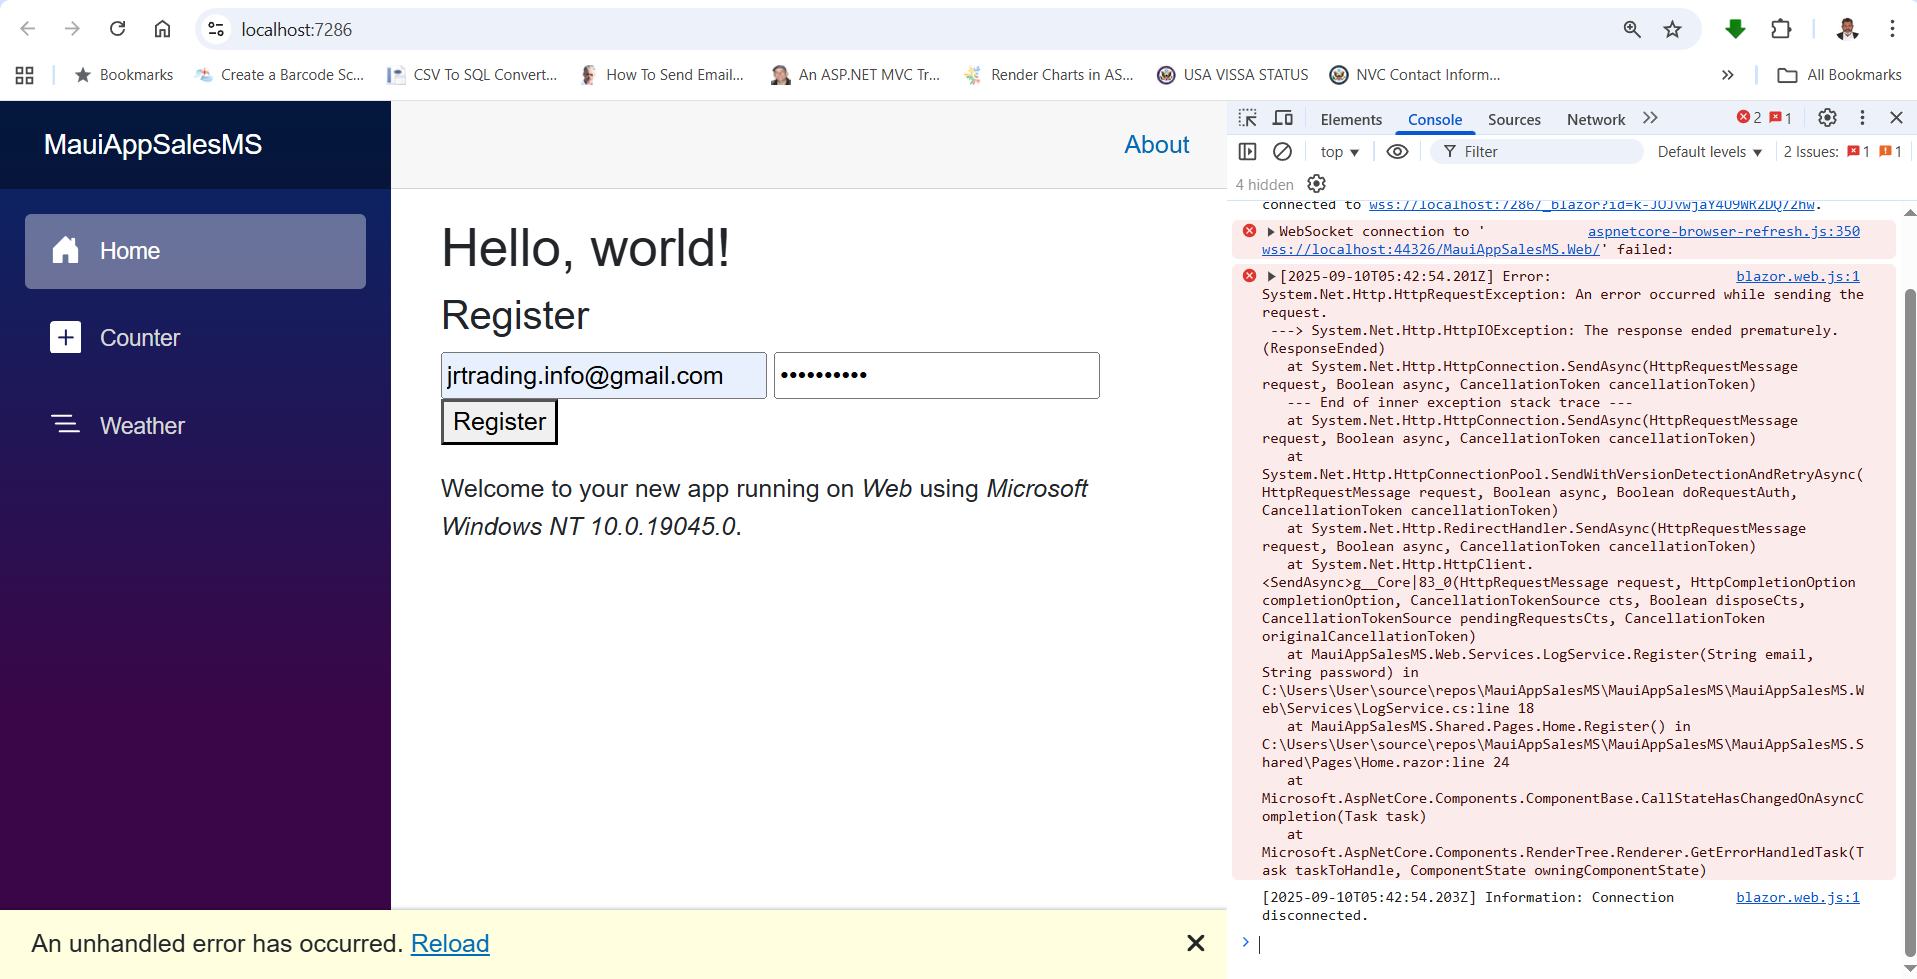 localhost:7286
Bookmarks
Create a Barcode Sc...
CSV To SQL Convert...
How To Send Email...
An ASP.NET MVC Tr...
Render Charts in AS...
USA VISSA STATUS
NVC Contact Inform...
»
All Bookmarks
MauiAppSalesMS
Home
Counter
Weather
About
Hello, world!
Register
jrtrading.info@gmail.com
••••••••••
Register
Welcome to your new app running on Web using Microsoft
Windows NT 10.0.19045.0.
An unhandled error has occurred. Reload
Elements Console Sources Network 2 1
top Filter Default levels 2 Issues: 1 1
4 hidden
connected to wss://localhost:7286/_blazor?id=k-JOJvwjaY4U9WR2DQ72hw.
WebSocket connection to ' aspnetcore-browser-refresh.js:350
wss://localhost:44326/MauiAppSalesMS.Web/' failed:
[2025-09-10T05:42:54.201Z] Error: blazor.web.js:1
System.Net.Http.HttpRequestException: An error occurred while sending the
request.
---> System.Net.Http.HttpIOException: The response ended prematurely.
(ResponseEnded)
at System.Net.Http.HttpConnection.SendAsync(HttpRequestMessage
request, Boolean async, CancellationToken cancellationToken)
--- End of inner exception stack trace ---
at System.Net.Http.HttpConnection.SendAsync(HttpRequestMessage
request, Boolean async, CancellationToken cancellationToken)
at
System.Net.Http.HttpConnectionPool.SendWithVersionDetectionAndRetryAsync(
HttpRequestMessage request, Boolean async, Boolean doRequestAuth,
CancellationToken cancellationToken)
at System.Net.Http.RedirectHandler.SendAsync(HttpRequestMessage
request, Boolean async, CancellationToken cancellationToken)
at System.Net.Http.HttpClient.
<SendAsync>g__Core|83_0(HttpRequestMessage request, HttpCompletionOption
completionOption, CancellationTokenSource cts, Boolean disposeCts,
CancellationTokenSource pendingRequestsCts, CancellationToken
originalCancellationToken)
at MauiAppSalesMS.Web.Services.LogService.Register(String email,
String password) in
C:\Users\User\source\repos\MauiAppSalesMS\MauiAppSalesMS\MauiAppSalesMS.W
eb\Services\LogService.cs:line 18
at MauiAppSalesMS.Shared.Pages.Home.Register() in
C:\Users\User\source\repos\MauiAppSalesMS\MauiAppSalesMS\MauiAppSalesMS.S
hared\Pages\Home.razor:line 24
at
Microsoft.AspNetCore.Components.ComponentBase.CallStateHasChangedOnAsyncC
ompletion(Task task)
at
Microsoft.AspNetCore.Components.RenderTree.Renderer.GetErrorHandledTask(T
ask taskToHandle, ComponentState owningComponentState)
[2025-09-10T05:42:54.203Z] Information: Connection blazor.web.js:1
disconnected.